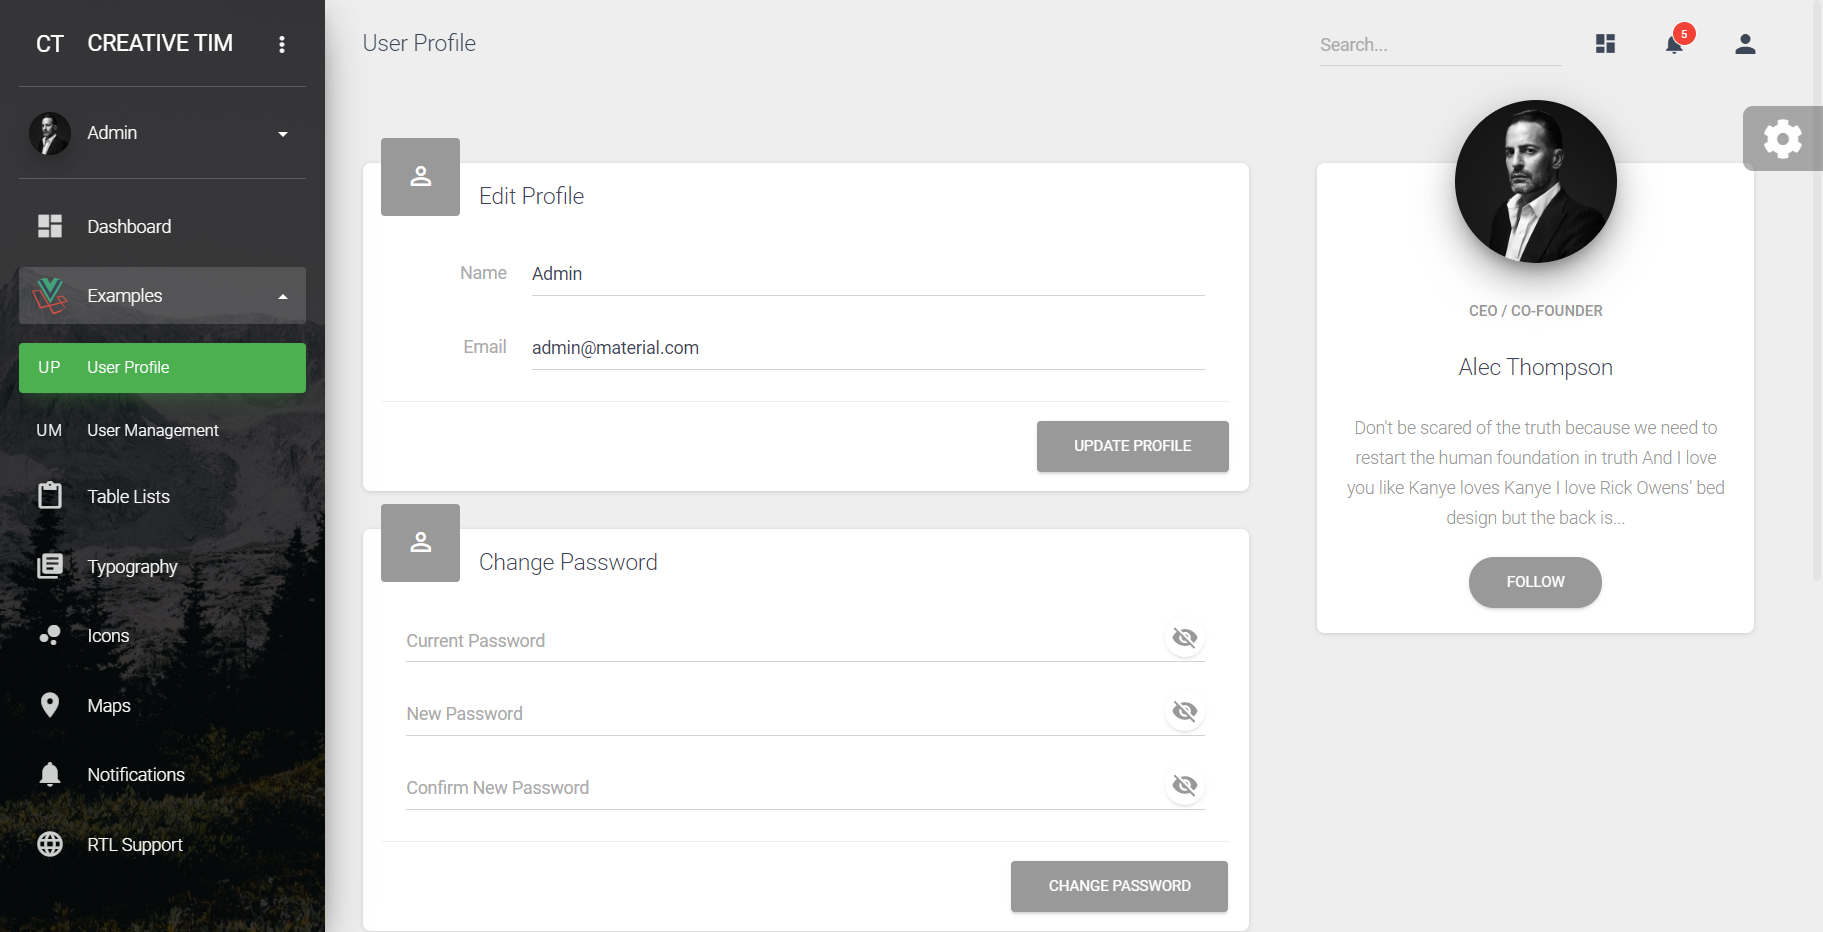 CT CREATIVE TIM
Admin
Dashboard
Examples
UP User Profile
UM User Management
Table Lists
Typography
Icons
Maps
Notifications
RTL Support
User Profile
Search...
5
Edit Profile
Name Admin
Email admin@material.com
UPDATE PROFILE
Change Password
Current Password
New Password
Confirm New Password
CHANGE PASSWORD
CEO / CO-FOUNDER
Alec Thompson
Don't be scared of the truth because we need to
restart the human foundation in truth And I love
you like Kanye loves Kanye I love Rick Owens’ bed
design but the back is...
FOLLOW